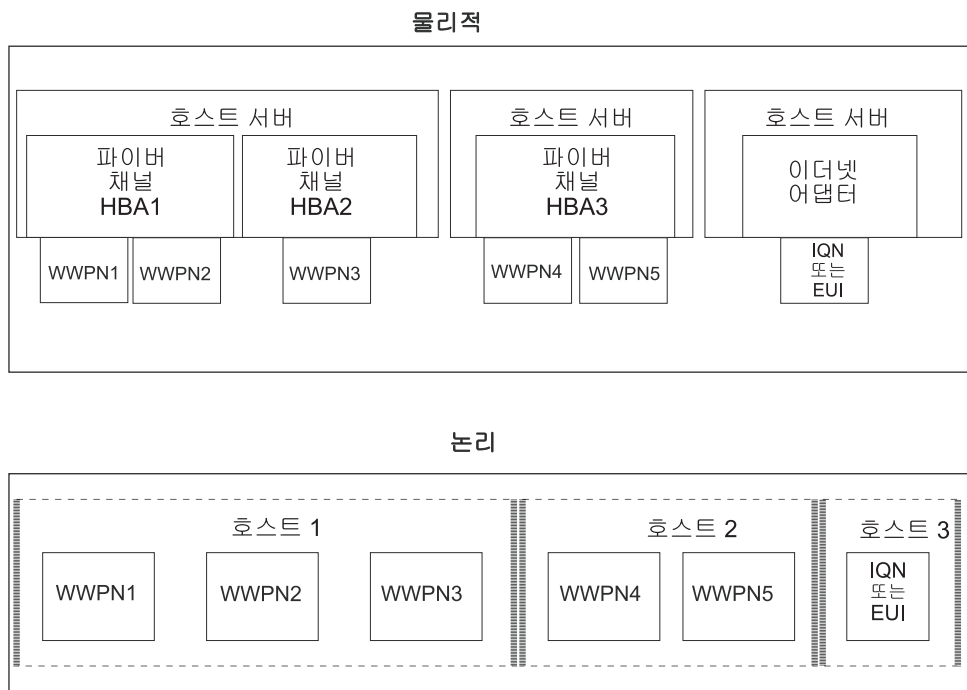 물리적
호스트 서버
파이버
채널
HBA1
파이버
채널
HBA2
WWPN1
WWPN2
WWPN3
호스트 서버
파이버
채널
HBA3
WWPN4
WWPN5
호스트 서버
이더넷
어댑터
IQN
또는
EUI
논리
호스트 1
WWPN1
WWPN2
WWPN3
호스트 2
WWPN4
WWPN5
호스트 3
IQN
또는
EUI